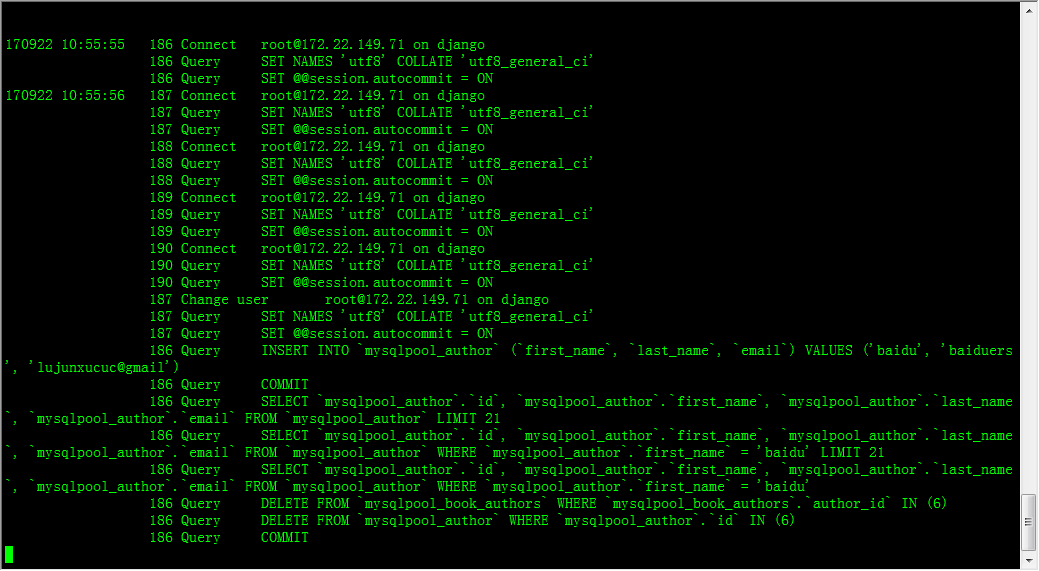 170922 10:55:55   186 Connect   root@172.22.149.71 on django
                  186 Query     SET NAMES 'utf8' COLLATE 'utf8_general_ci'
                  186 Query     SET @@session.autocommit = ON
170922 10:55:56   187 Connect   root@172.22.149.71 on django
                  187 Query     SET NAMES 'utf8' COLLATE 'utf8_general_ci'
                  187 Query     SET @@session.autocommit = ON
                  188 Connect   root@172.22.149.71 on django
                  188 Query     SET NAMES 'utf8' COLLATE 'utf8_general_ci'
                  188 Query     SET @@session.autocommit = ON
                  189 Connect   root@172.22.149.71 on django
                  189 Query     SET NAMES 'utf8' COLLATE 'utf8_general_ci'
                  189 Query     SET @@session.autocommit = ON
                  190 Connect   root@172.22.149.71 on django
                  190 Query     SET NAMES 'utf8' COLLATE 'utf8_general_ci'
                  190 Query     SET @@session.autocommit = ON
                  187 Change user       root@172.22.149.71 on django
                  187 Query     SET NAMES 'utf8' COLLATE 'utf8_general_ci'
                  187 Query     SET @@session.autocommit = ON
                  186 Query     INSERT INTO `mysqlpool_author` (`first_name`, `last_name`, `email`) VALUES ('baidu', 'baiduers
', 'lujunxucuc@gmail')
                  186 Query     COMMIT
                  186 Query     SELECT `mysqlpool_author`.`id`, `mysqlpool_author`.`first_name`, `mysqlpool_author`.`last_name
`, `mysqlpool_author`.`email` FROM `mysqlpool_author` LIMIT 21
                  186 Query     SELECT `mysqlpool_author`.`id`, `mysqlpool_author`.`first_name`, `mysqlpool_author`.`last_name
`, `mysqlpool_author`.`email` FROM `mysqlpool_author` WHERE `mysqlpool_author`.`first_name` = 'baidu' LIMIT 21
                  186 Query     SELECT `mysqlpool_author`.`id`, `mysqlpool_author`.`first_name`, `mysqlpool_author`.`last_name
`, `mysqlpool_author`.`email` FROM `mysqlpool_author` WHERE `mysqlpool_author`.`first_name` = 'baidu'
                  186 Query     DELETE FROM `mysqlpool_book_authors` WHERE `mysqlpool_book_authors`.`author_id` IN (6)
                  186 Query     DELETE FROM `mysqlpool_author` WHERE `mysqlpool_author`.`id` IN (6)
                  186 Query     COMMIT